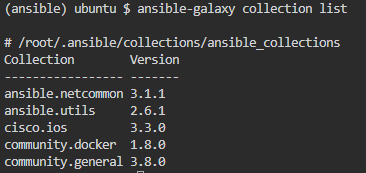 (ansible) ubuntu $ ansible-galaxy collection list
# /root/.ansible/collections/ansible_collections
Collection        Version
----------------- -------
ansible.netcommon 3.1.1
ansible.utils     2.6.1
cisco.ios         3.3.0
community.docker  1.8.0
community.general 3.8.0